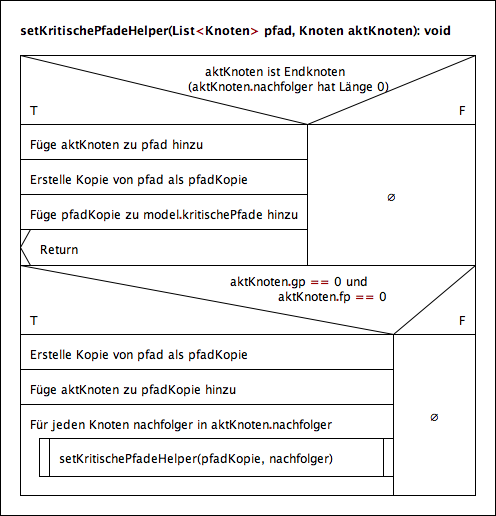 setKritischePfadeHelper(List<Knoten> pfad, Knoten aktKnoten): void
aktKnoten ist Endknoten
(aktKnoten.nachfolger hat Länge 0)
T
F
Füge aktKnoten zu pfad hinzu
Erstelle Kopie von pfad als pfadKopie
Füge pfadKopie zu model.kritischePfade hinzu
Return
∅
aktKnoten.gp == 0 und
aktKnoten.fp == 0
T
F
Erstelle Kopie von pfad als pfadKopie
Füge aktKnoten zu pfadKopie hinzu
Für jeden Knoten nachfolger in aktKnoten.nachfolger
setKritischePfadeHelper(pfadKopie, nachfolger)
∅